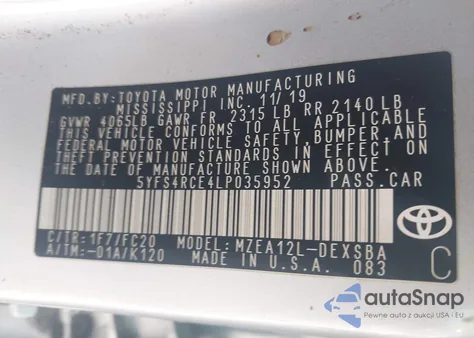 MFD.BY:TOYOTA MOTOR MANUFACTURING
MISSISSIPPI INC. 11/19
GVWR 4065LB GAWR FR 2315 LB RR 2140LB
THIS VEHICLE CONFORMS TO ALL APPLICABLE
FEDERAL MOTOR VEHICLE SAFETY, BUMPER, AND
THEFT PREVENTION STANDARDS IN EFFECT ON
THE DATE OF MANUFACTURE SHOWN ABOVE.
5YFS4RCE4LP035952 PASS.CAR
C/TR:1F7/FC20 MODEL:MZEA12L-DEXSBA
A/TM:-01A/K120 MADE IN U.S.A. 083
TOYOTA
C
autoSnap
Pewne auta z aukcji USA i EU